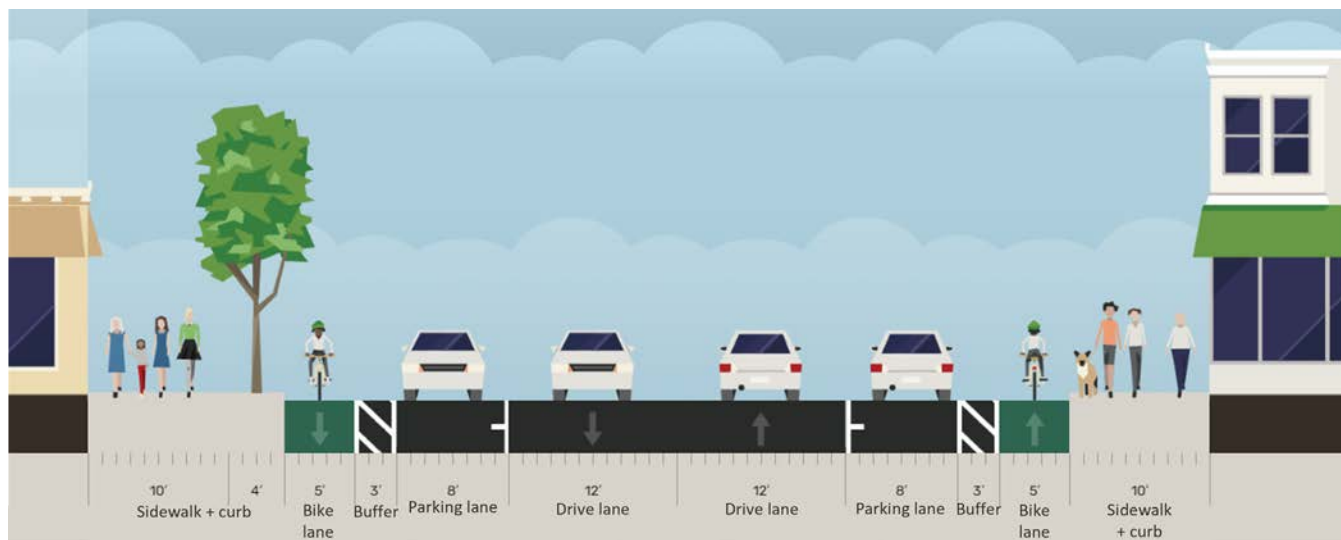 10' 4' 5' 3' 8' 12' 12' 8' 3' 5' 10'
Sidewalk + curb Bike Buffer Parking lane Drive lane Drive lane Parking lane Buffer Bike Sidewalk
lane lane + curb